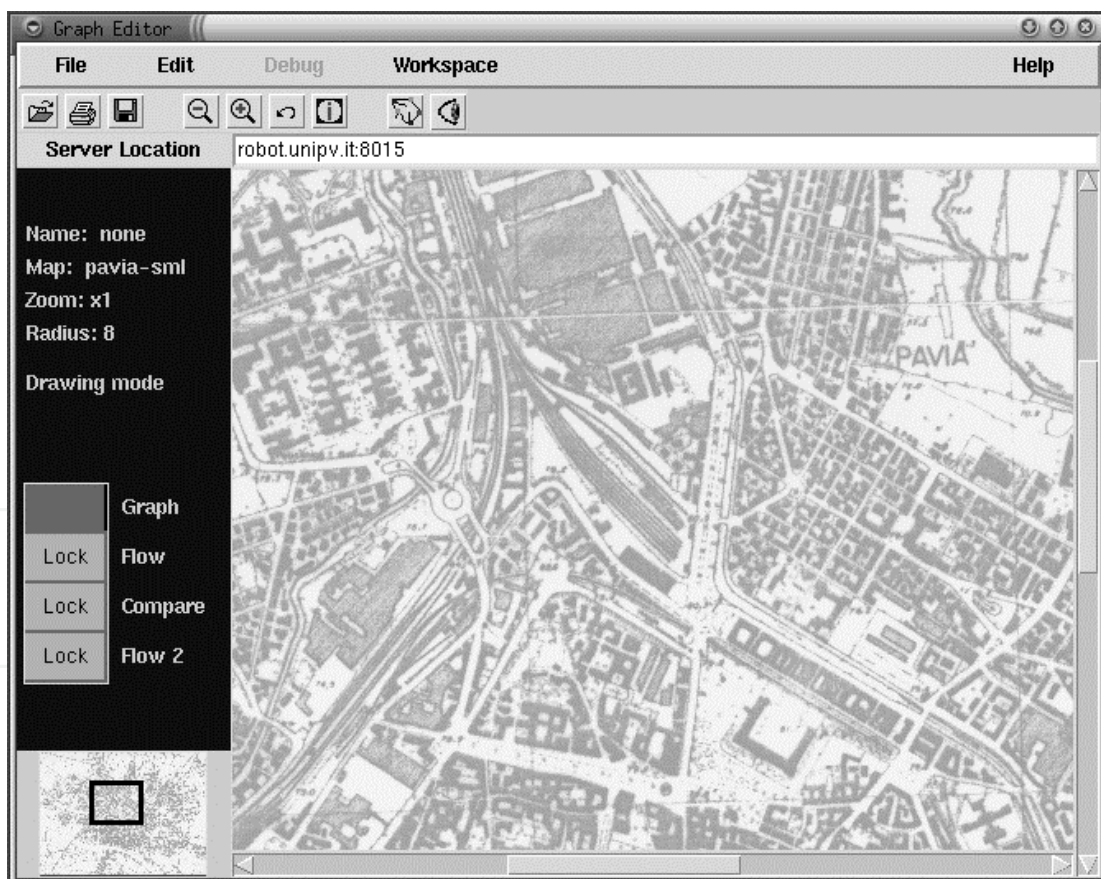 Graph Editor
File Edit Debug Workspace Help
Server Location robot.unipv.it:8015
Name: none
Map: pavia-sml
Zoom: x1
Radius: 8
Drawing mode
Graph
Lock Flow
Lock Compare
Lock Flow 2
PAVIA